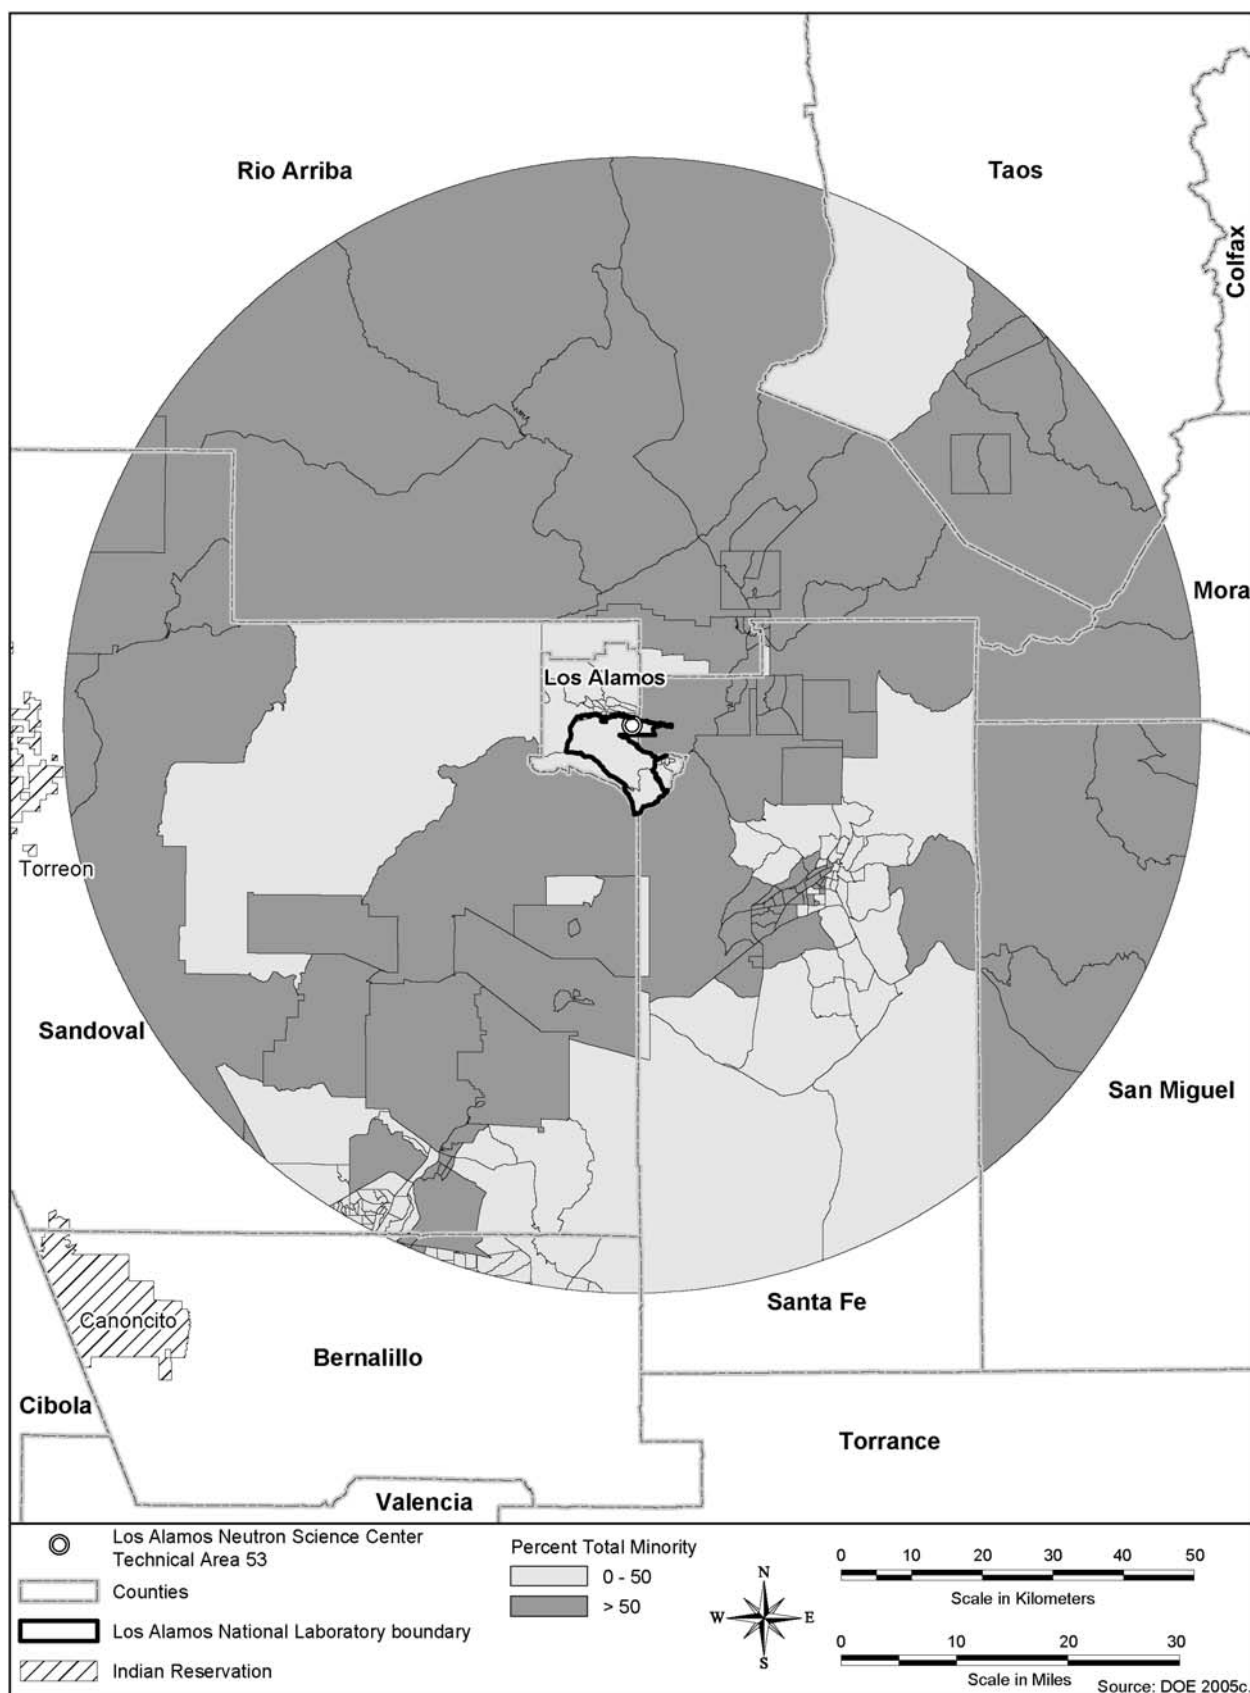 Rio Arriba
Taos
Colfax
Mora
Los Alamos
Torreon
Sandoval
San Miguel
Santa Fe
Canoncito
Bernalillo
Cibola
Torrance
Valencia
Los Alamos Neutron Science Center
Technical Area 53
Counties
Los Alamos National Laboratory boundary
Indian Reservation
Percent Total Minority
0 - 50
> 50
N
W E
S
0 10 20 30 40 50
Scale in Kilometers
0 10 20 30
Scale in Miles
Source: DOE 2005c.